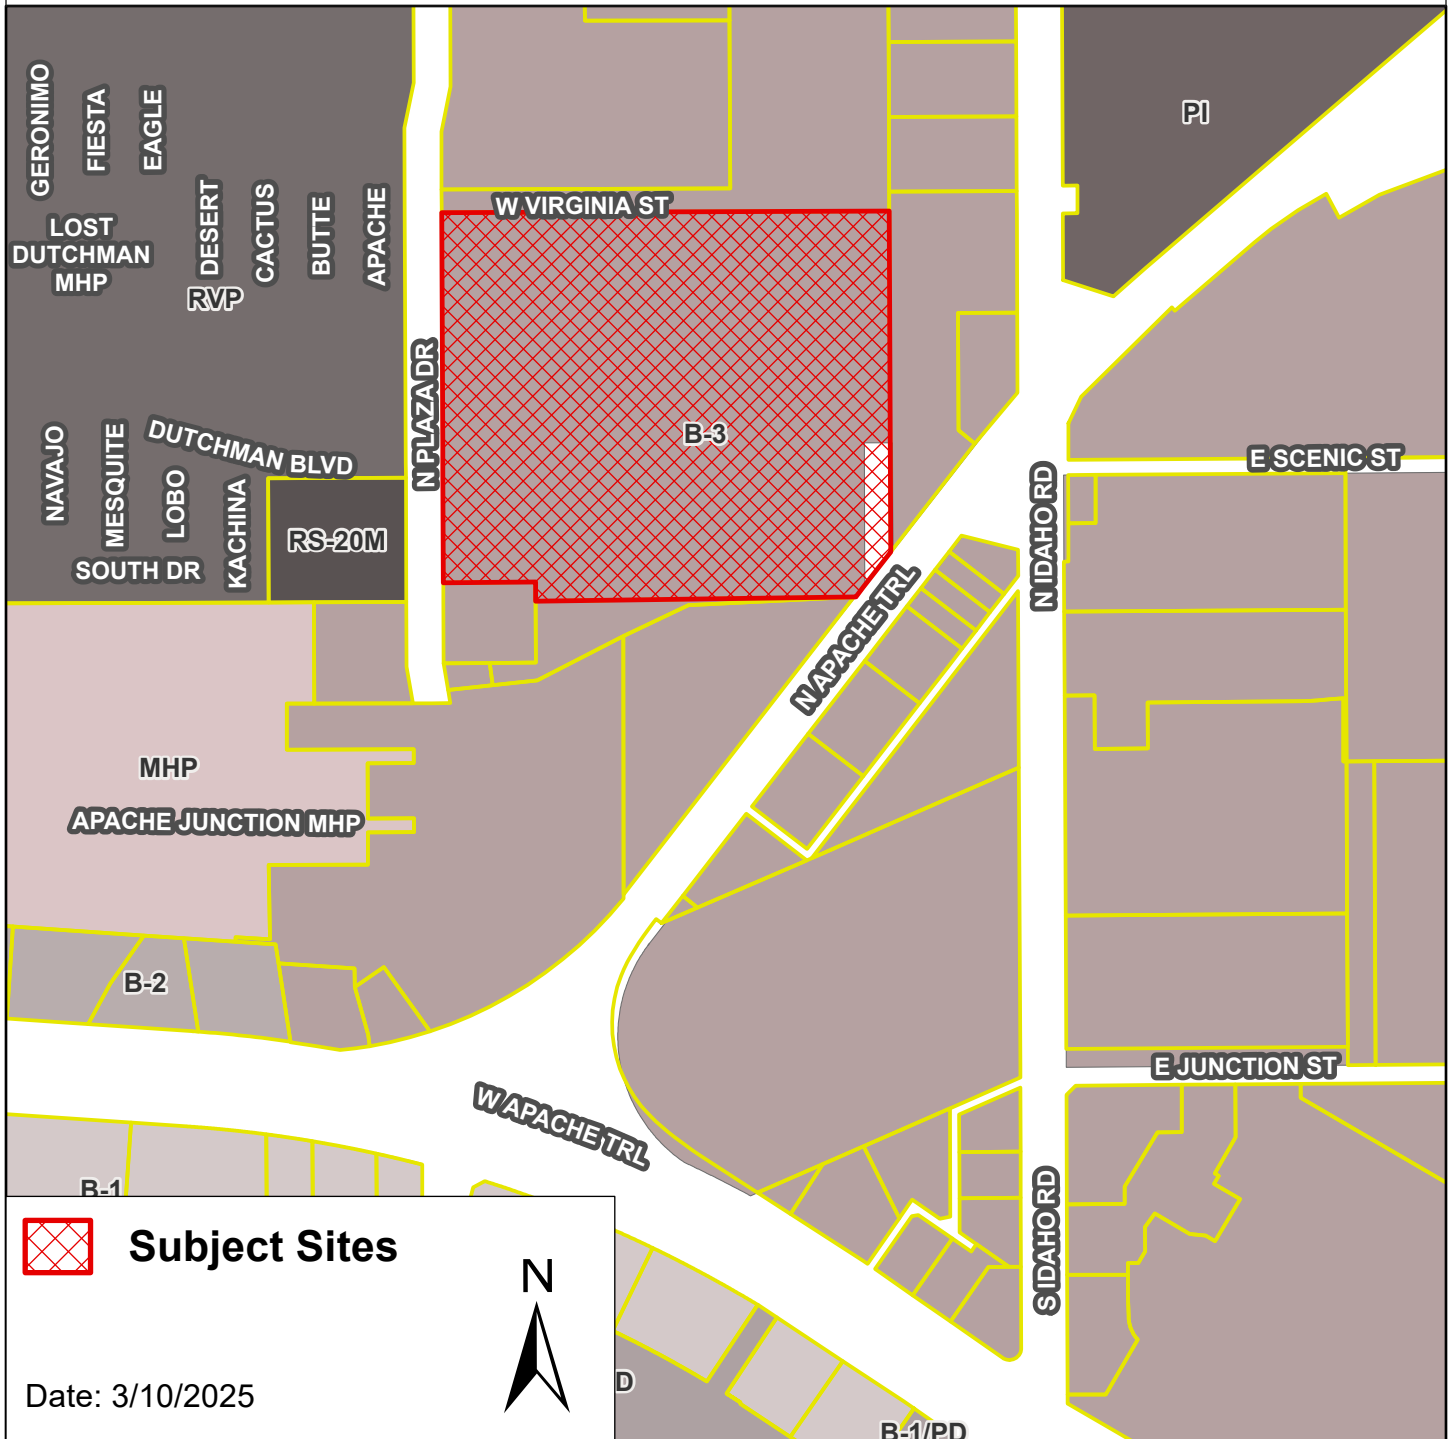 GERONIMO
FIESTA
EAGLE
PI
DESERT
CACTUS
BUTTE
APACHE
W VIRGINIA ST
LOST
DUTCHMAN
MHP
RVP
N PLAZA DR
B-3
NAVAJO
MESQUITE
DUTCHMAN BLVD
LOBO
KACHINA
E SCENIC ST
N IDAHO RD
RS-20M
SOUTH DR
N APACHE TRL
MHP
APACHE JUNCTION MHP
B-2
E JUNCTION ST
W APACHE TRL
B-1
S IDAHO RD
Subject Sites
N
Date: 3/10/2025
D
B-1/PD